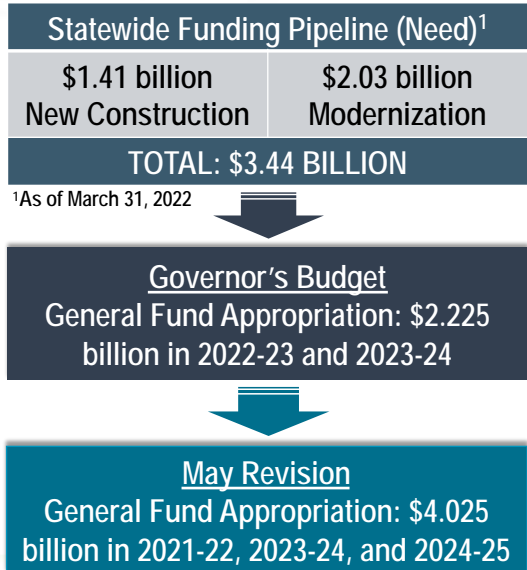 Statewide Funding Pipeline (Need)¹
$1.41 billion
New Construction
$2.03 billion
Modernization
TOTAL: $3.44 BILLION
¹As of March 31, 2022
Governor's Budget
General Fund Appropriation: $2.225
billion in 2022-23 and 2023-24
May Revision
General Fund Appropriation: $4.025
billion in 2021-22, 2023-24, and 2024-25